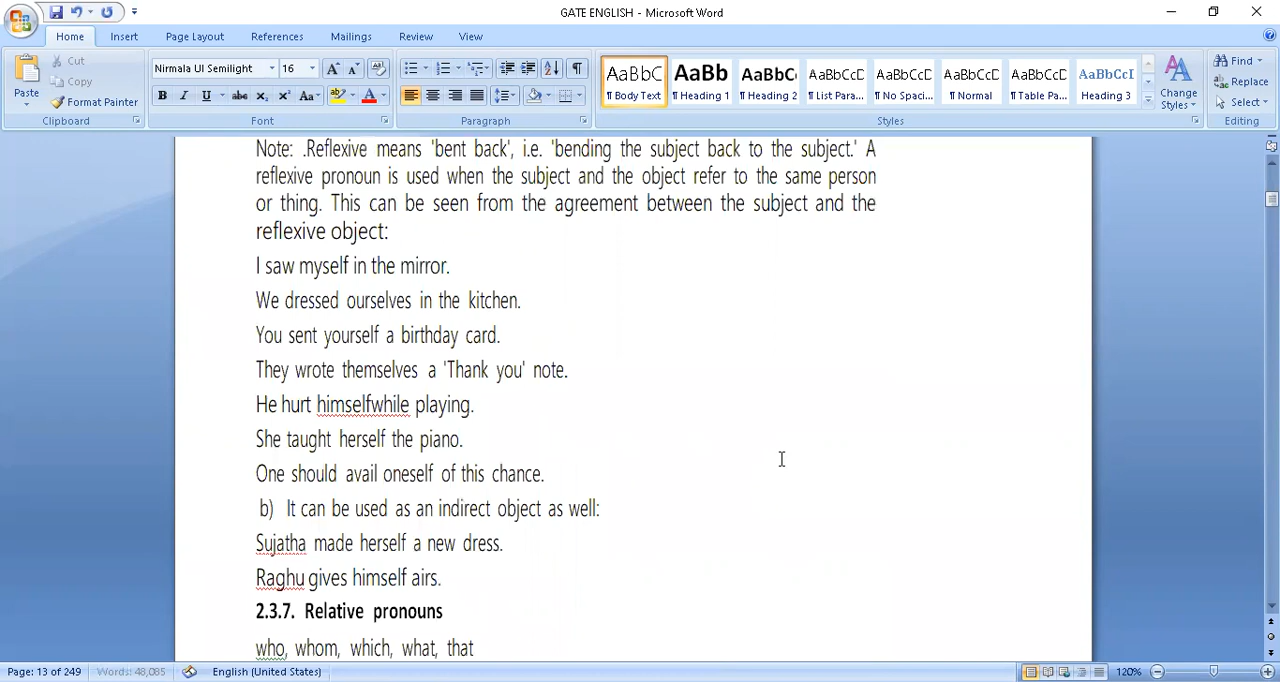 GATE ENGLISH - Microsoft Word
Home Insert Page Layout References Mailings Review View
Paste
Cut
Copy
Format Painter
Clipboard
Nirmala UI Semilight 16
B I U abc X₂ X² Aa
Font
Paragraph
AaBbC AaBb AaBbC AaBbCcD AaBbCcD AaBbCcD AaBbCcD AaBbCcI
¶ Body Text ¶ Heading 1 ¶ Heading 2 ¶ List Para... ¶ No Spaci... ¶ Normal ¶ Table Pa... ¶ Heading 3
Change Styles
Styles
Find
Replace
Select
Editing
Note: .Reflexive means 'bent back', i.e. 'bending the subject back to the subject.' A
reflexive pronoun is used when the subject and the object refer to the same person
or thing. This can be seen from the agreement between the subject and the
reflexive object:
I saw myself in the mirror.
We dressed ourselves in the kitchen.
You sent yourself a birthday card.
They wrote themselves a 'Thank you' note.
He hurt himselfwhile playing.
She taught herself the piano.
One should avail oneself of this chance.
b) It can be used as an indirect object as well:
Sujatha made herself a new dress.
Raghu gives himself airs.
2.3.7. Relative pronouns
who, whom, which, what, that
Page: 13 of 249 Words: 48,085 English (United States) 120%